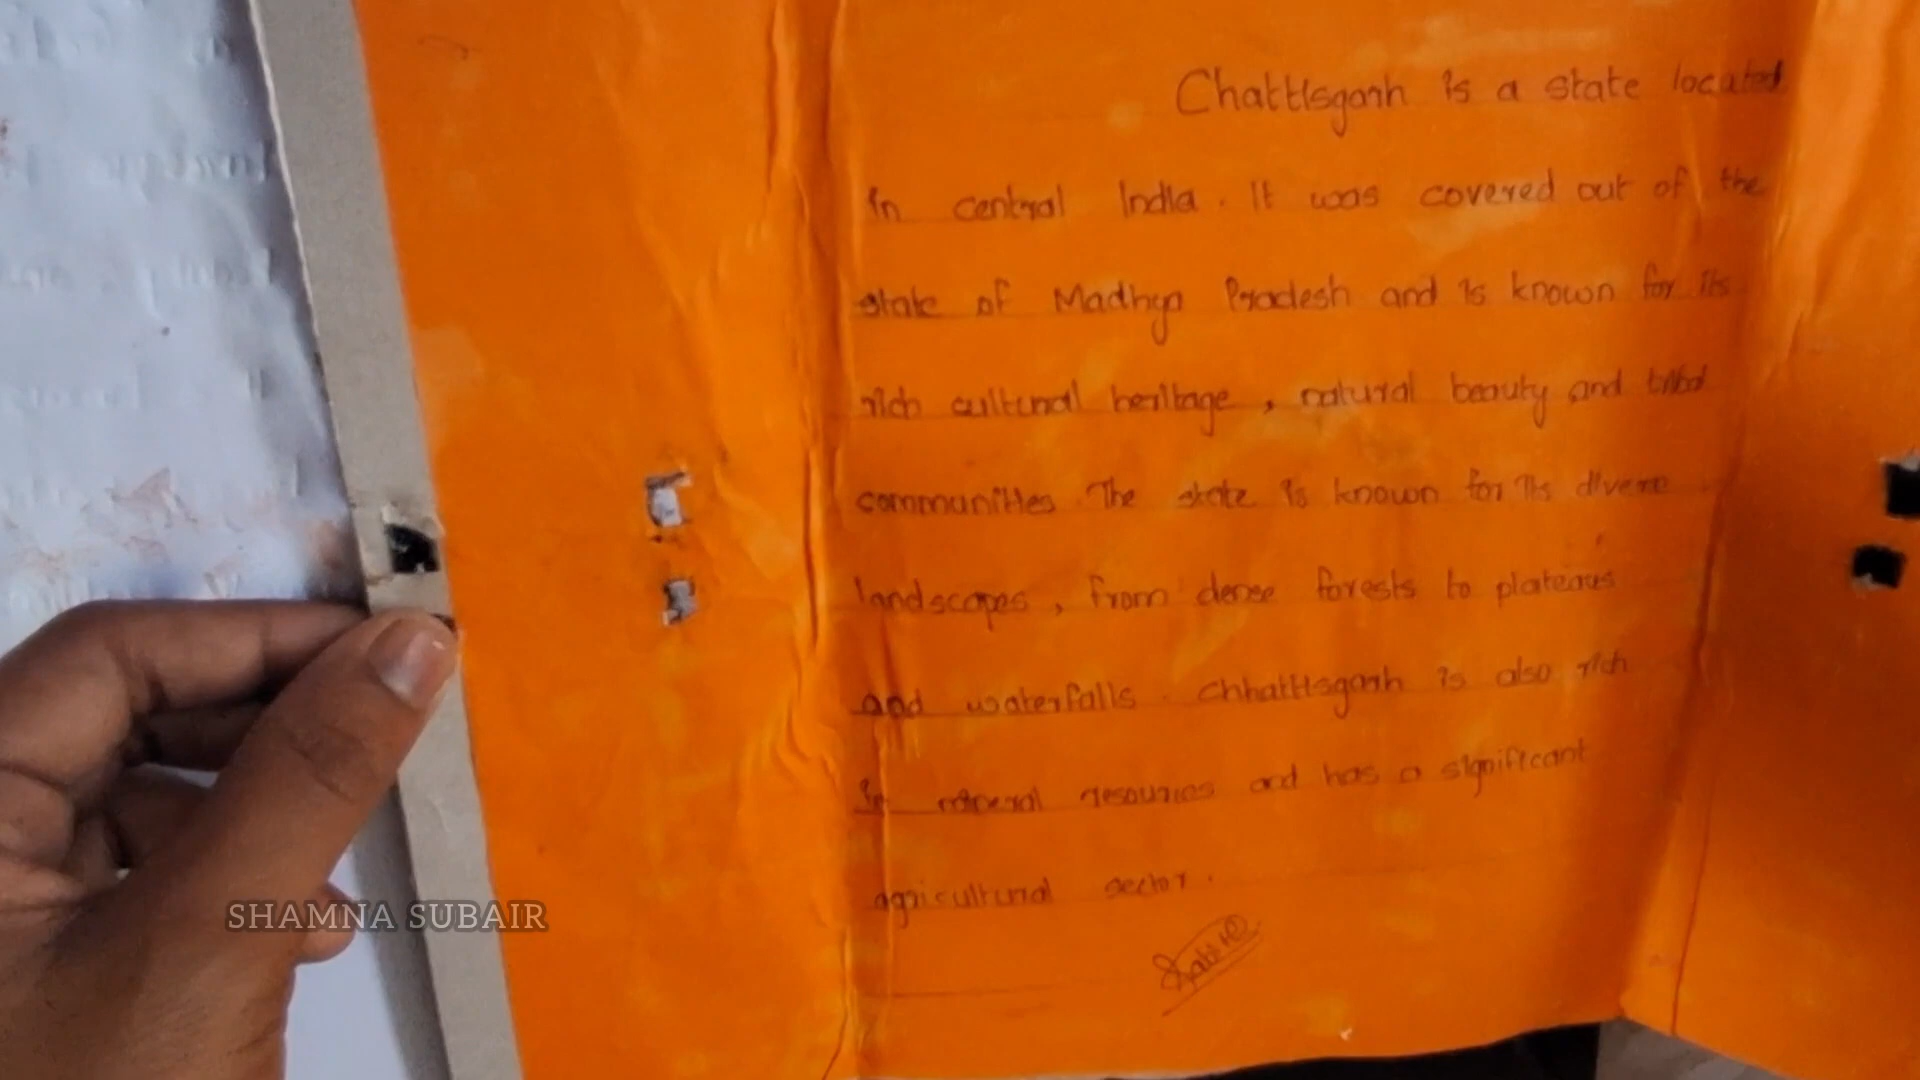 Chattisgarh is a state located
in central India. It was covered out of the
state of Madhya Pradesh and is known for its
rich cultural heritage, natural beauty and tribal
communities. The state is known for its diverse
landscapes, from dense forests to plateaus
and waterfalls. Chhattisgarh is also rich
in mineral resources and has a significant
agricultural sector.
SHAMNA SUBAIR